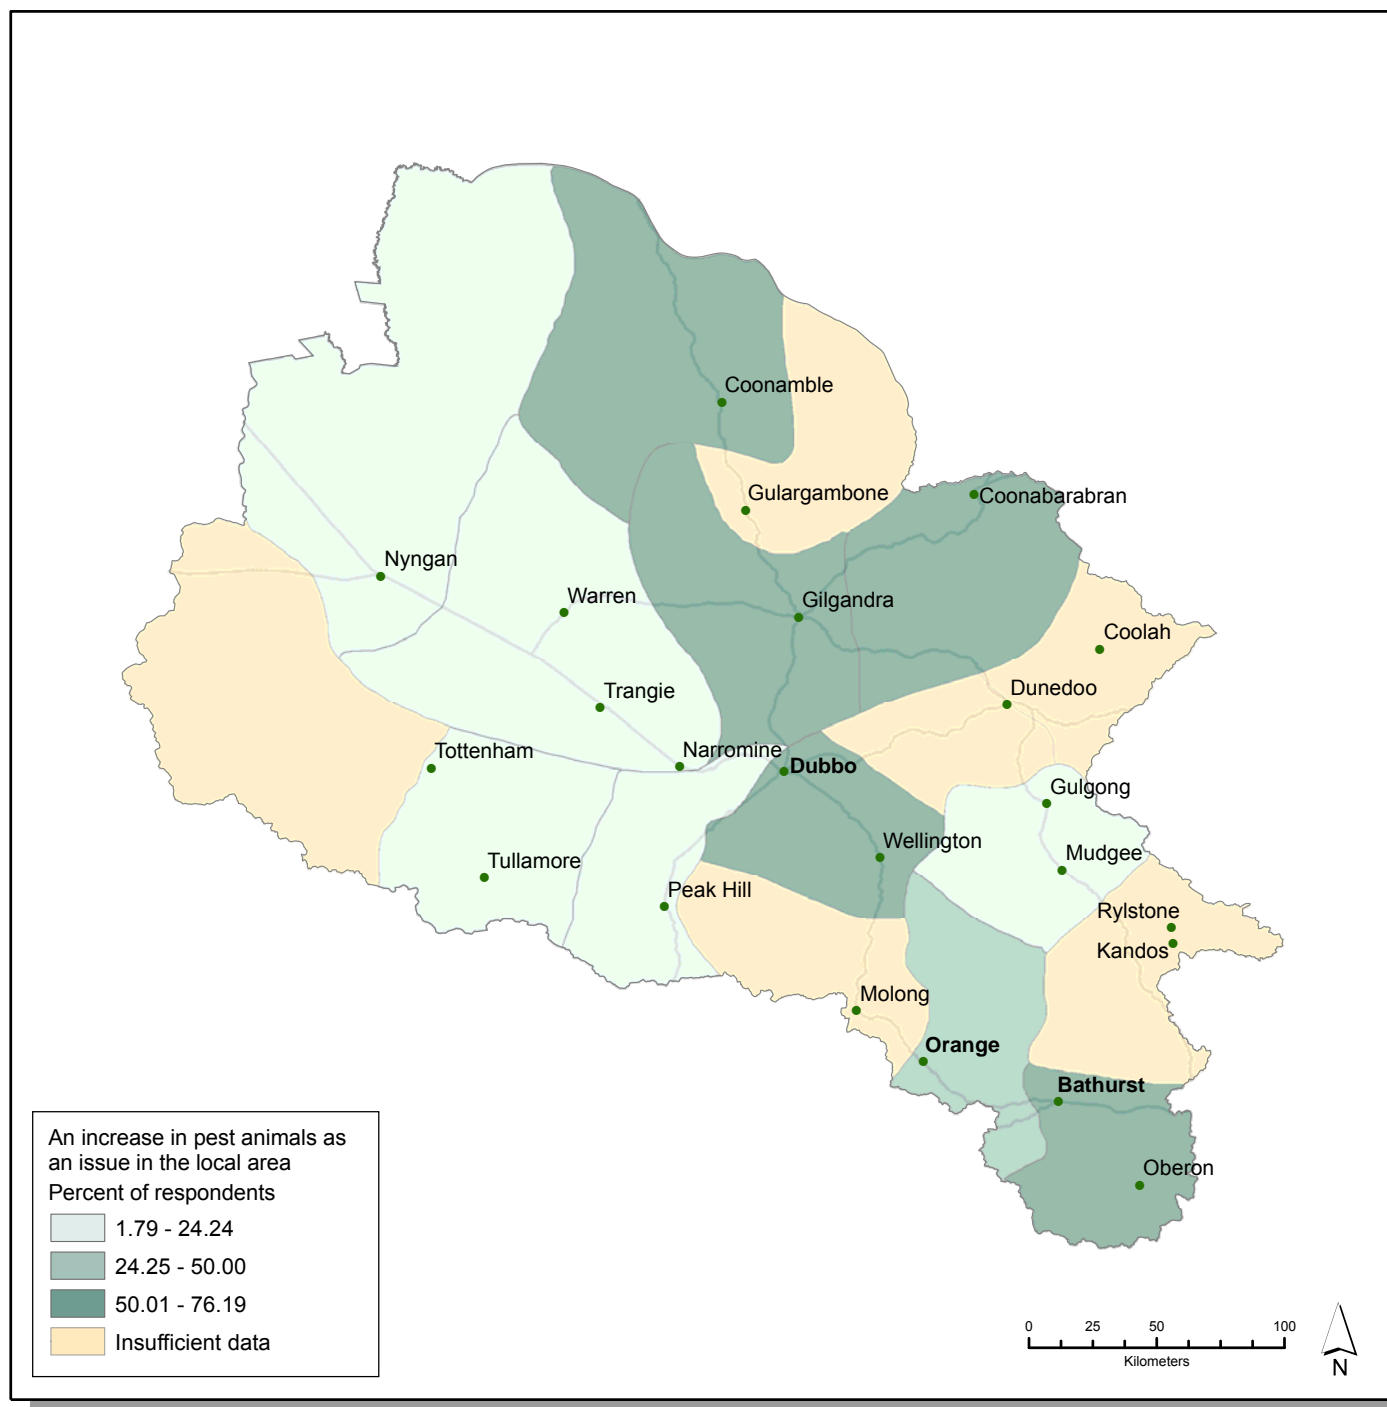 Coonamble
Gulargambone
Coonabarabran
Nyngan
Warren
Gilgandra
Coolah
Trangie
Dunedoo
Tottenham
Narromine
Dubbo
Gulgong
Wellington
Mudgee
Tullamore
Peak Hill
Rylstone
Kandos
Molong
Orange
Bathurst
Oberon
An increase in pest animals as
an issue in the local area
Percent of respondents
1.79 - 24.24
24.25 - 50.00
50.01 - 76.19
Insufficient data
0 25 50 100
Kilometers
N